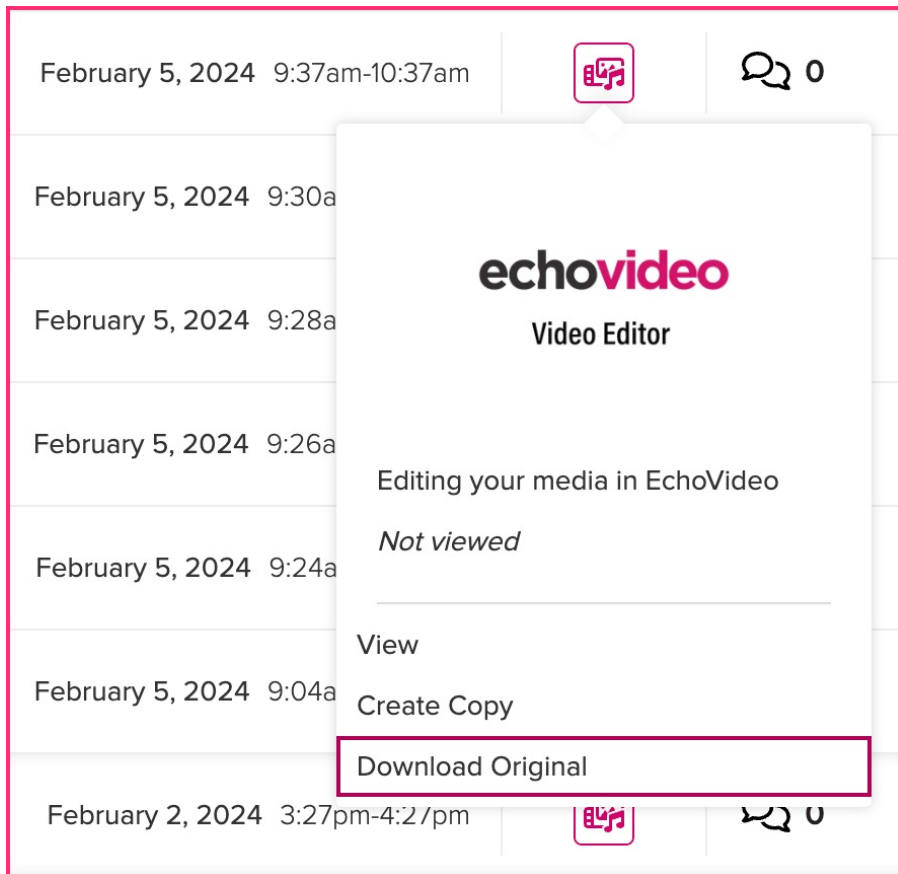 February 5, 2024 9:37am-10:37am 0
February 5, 2024 9:30a
February 5, 2024 9:28a
February 5, 2024 9:26a
February 5, 2024 9:24a
February 5, 2024 9:04a
echovideo
Video Editor
Editing your media in EchoVideo
Not viewed
View
Create Copy
Download Original
February 2, 2024 3:27pm-4:27pm 0